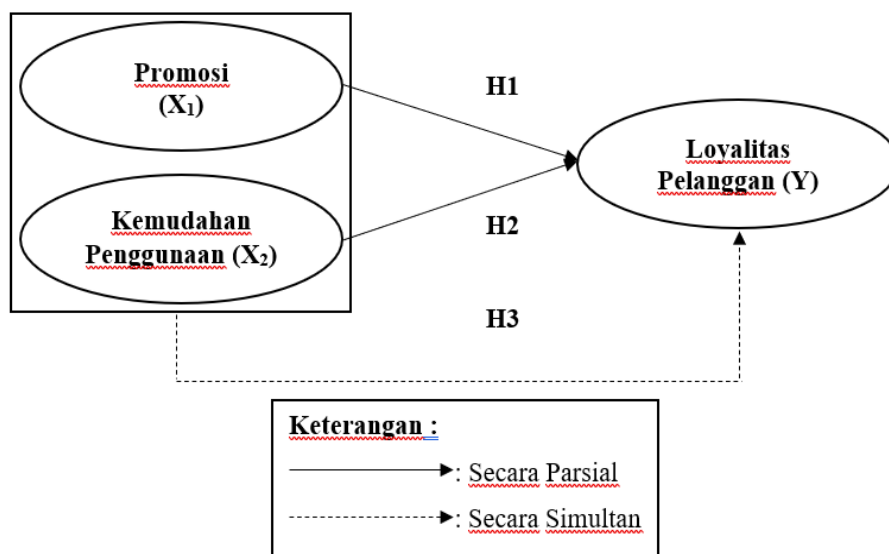 Promosi
(X₁)
H1
Loyalitas
Pelanggan (Y)
Kemudahan
Penggunaan (X₂)
H2
H3
Keterangan :
: Secara Parsial
: Secara Simultan